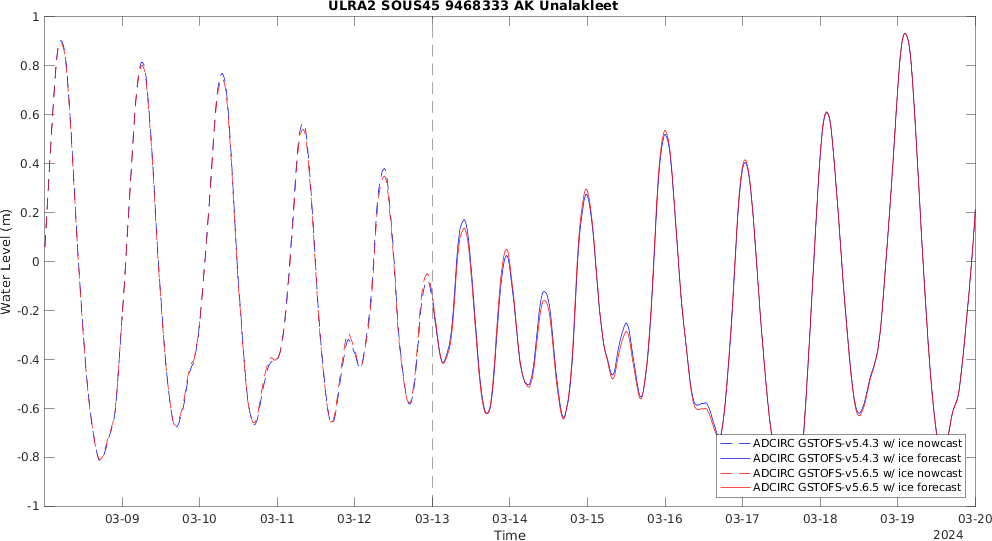 ULRA2 SOUS45 9468333 AK Unalakleet
1
0.8
0.6
0.4
0.2
0
-0.2
-0.4
-0.6
-0.8
-1
Water Level (m)
ADCIRC GSTOFS-v5.4.3 w/ ice nowcast
ADCIRC GSTOFS-v5.4.3 w/ ice forecast
ADCIRC GSTOFS-v5.6.5 w/ ice nowcast
ADCIRC GSTOFS-v5.6.5 w/ ice forecast
03-09 03-10 03-11 03-12 03-13 03-14 03-15 03-16 03-17 03-18 03-19 03-20
Time
2024